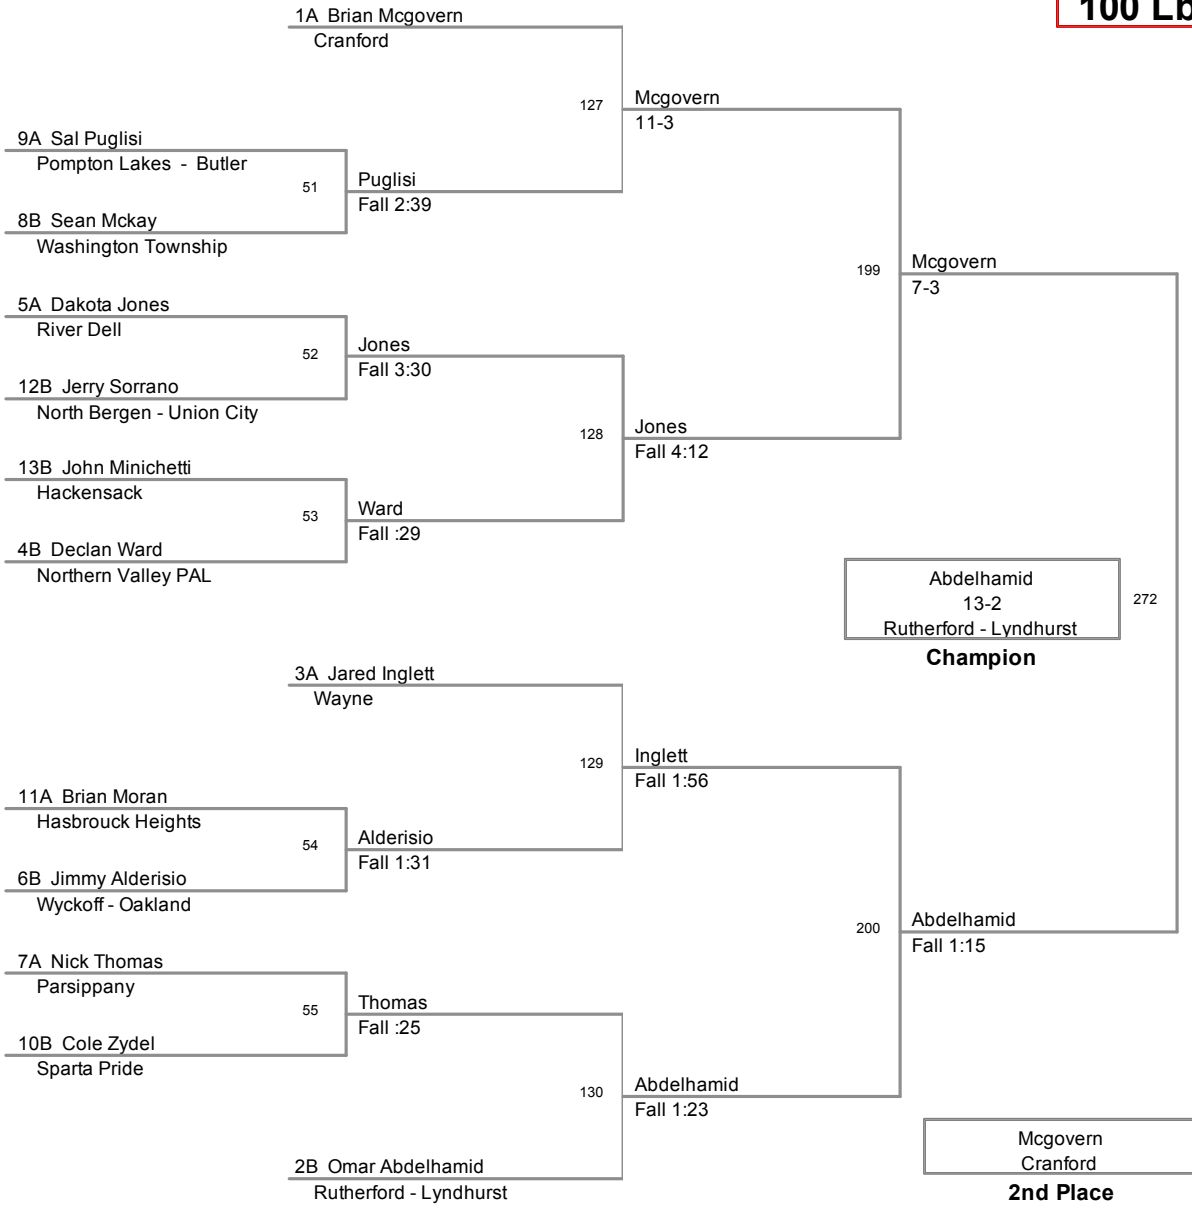 100 Lb
1A Brian Mcgovern
Cranford
127
Mcgovern
11-3
9A Sal Puglisi
Pompton Lakes - Butler
51
Puglisi
Fall 2:39
8B Sean Mckay
Washington Township
199
Mcgovern
7-3
5A Dakota Jones
River Dell
52
Jones
Fall 3:30
12B Jerry Sorrano
North Bergen - Union City
128
Jones
Fall 4:12
13B John Minichetti
Hackensack
53
Ward
Fall :29
4B Declan Ward
Northern Valley PAL
Abdelhamid
13-2
Rutherford - Lyndhurst
272
Champion
3A Jared Inglett
Wayne
129
Inglett
Fall 1:56
11A Brian Moran
Hasbrouck Heights
54
Alderisio
Fall 1:31
6B Jimmy Alderisio
Wyckoff - Oakland
200
Abdelhamid
Fall 1:15
7A Nick Thomas
Parsippany
55
Thomas
Fall :25
10B Cole Zydel
Sparta Pride
130
Abdelhamid
Fall 1:23
2B Omar Abdelhamid
Rutherford - Lyndhurst
Mcgovern
Cranford
2nd Place